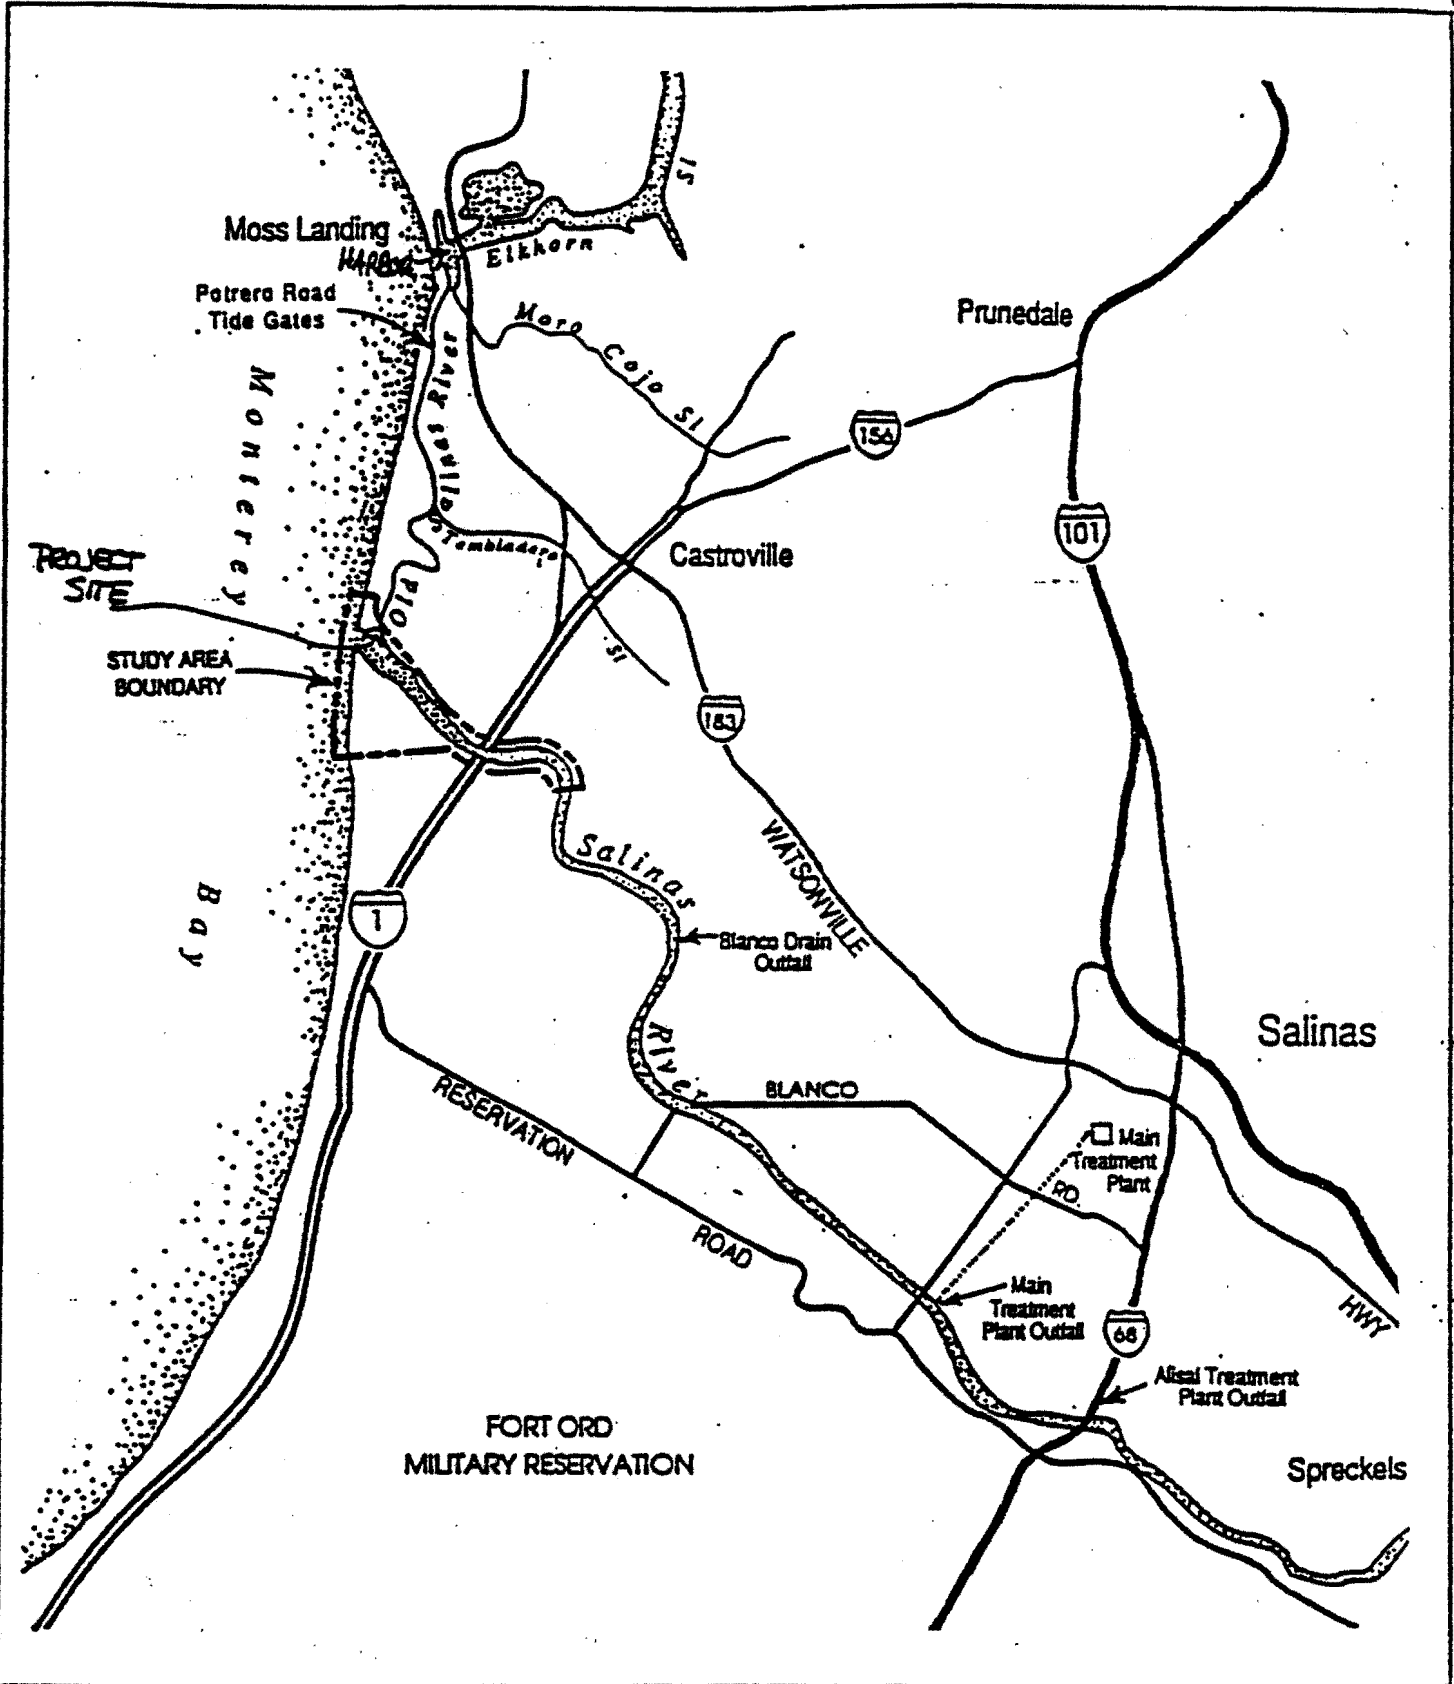 Sl
Moss Landing
HARBOR
Elkhorn
Potrero Road
Tide Gates
Moro Cojo Sl
Prunedale
Monterey
Salinas River
156
101
Tembladero
Castroville
PROJECT
SITE
Old
STUDY AREA
BOUNDARY
Sl
183
WATSONVILLE
Salinas
Bay
1
Blanco Drain
Outfall
River
Salinas
BLANCO
RESERVATION
Main
Treatment
Plant
RD.
ROAD
Main
Treatment
Plant Outfall
HWY
68
Alisal Treatment
Plant Outfall
FORT ORD
MILITARY RESERVATION
Spreckels